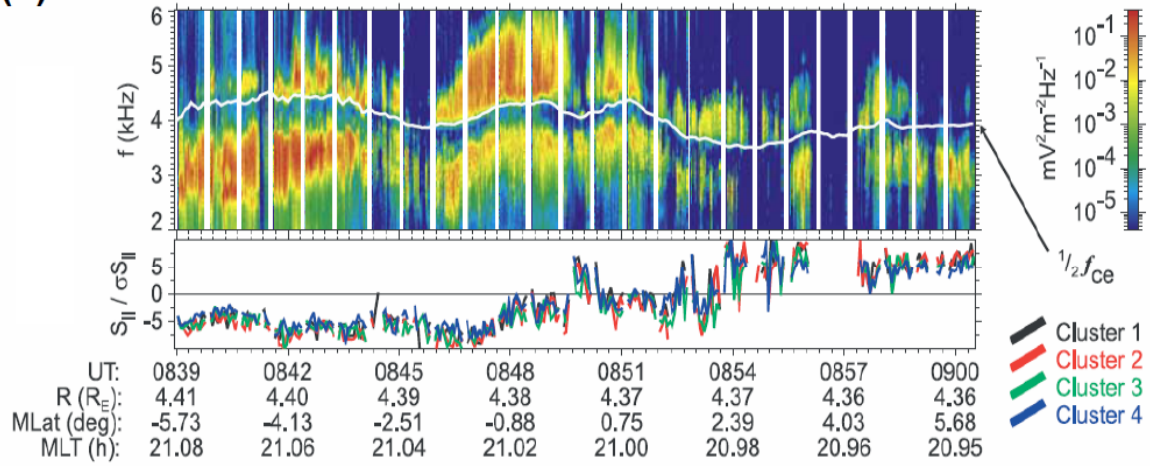 6
5
4
3
2
f (kHz)
10⁻¹
10⁻²
10⁻³
10⁻⁴
10⁻⁵
mV²m⁻²Hz⁻¹
½ fce
5
0
-5
S|| / σS||
UT: 0839 0842 0845 0848 0851 0854 0857 0900
R (RE): 4.41 4.40 4.39 4.38 4.37 4.37 4.36 4.36
MLat (deg): -5.73 -4.13 -2.51 -0.88 0.75 2.39 4.03 5.68
MLT (h): 21.08 21.06 21.04 21.02 21.00 20.98 20.96 20.95
Cluster 1
Cluster 2
Cluster 3
Cluster 4